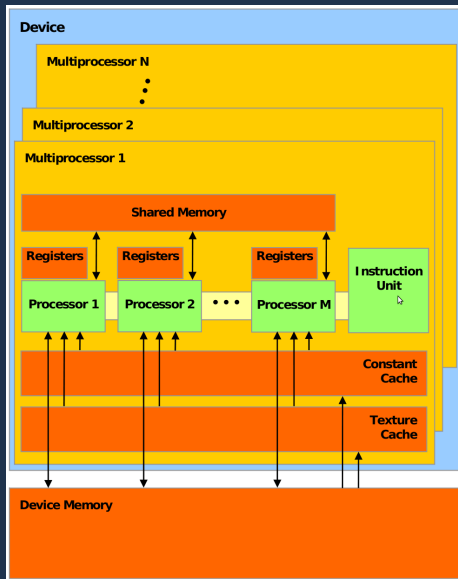 Device
Multiprocessor N
Multiprocessor 2
Multiprocessor 1
Shared Memory
Registers
Registers
Registers
Instruction
Unit
Processor 1
Processor 2
Processor M
Constant
Cache
Texture
Cache
Device Memory